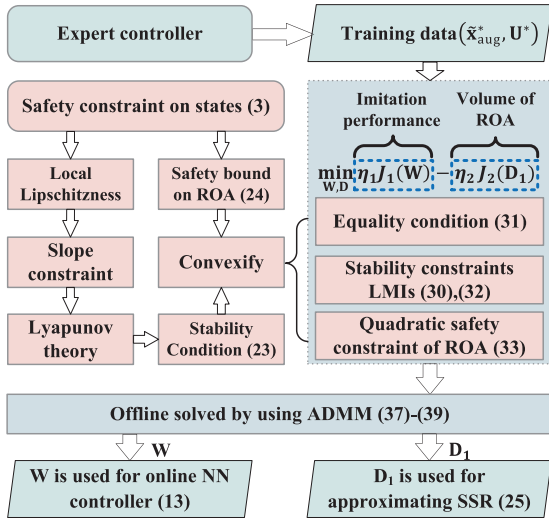 Expert controller
Training data(x̃*aug, U*)
Safety constraint on states (3)
Local
Lipschitzness
Safety bound
on ROA (24)
Slope
constraint
Convexify
Lyapunov
theory
Stability
Condition (23)
Imitation
performance
Volume of
ROA
min W,D η₁J₁(W) − η₂J₂(D₁)
Equality condition (31)
Stability constraints
LMIs (30),(32)
Quadratic safety
constraint of ROA (33)
Offline solved by using ADMM (37)-(39)
W
D₁
W is used for online NN
controller (13)
D₁ is used for
approximating SSR (25)